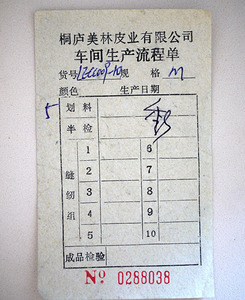 桐庐美林皮业有限公司
车间生产流程单
货号 规格 M
颜色 生产日期
5 划料
半检
缝纫组
1 6
2 7
3 8
4 9
5 10
成品检验
No 0288038